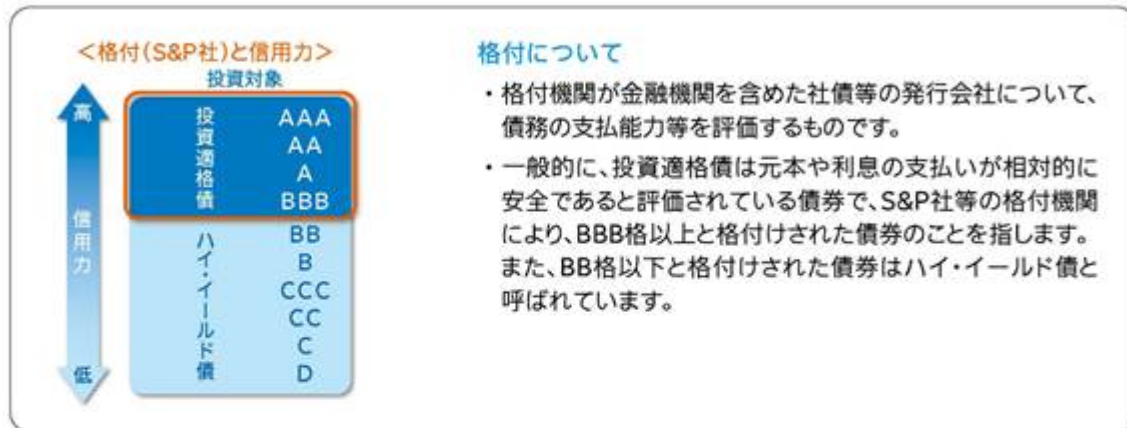 <格付(S&P社)と信用力>
投資対象
高
信用力
低
投資適格債
AAA
AA
A
BBB
ハイ・イールド債
BB
B
CCC
CC
C
D
格付について
・格付機関が金融機関を含めた社債等の発行会社について、
債務の支払能力等を評価するものです。
・一般的に、投資適格債は元本や利息の支払いが相対的に
安全であると評価されている債券で、S&P社等の格付機関
により、BBB格以上と格付けされた債券のことを指します。
また、BB格以下と格付けされた債券はハイ・イールド債と
呼ばれています。